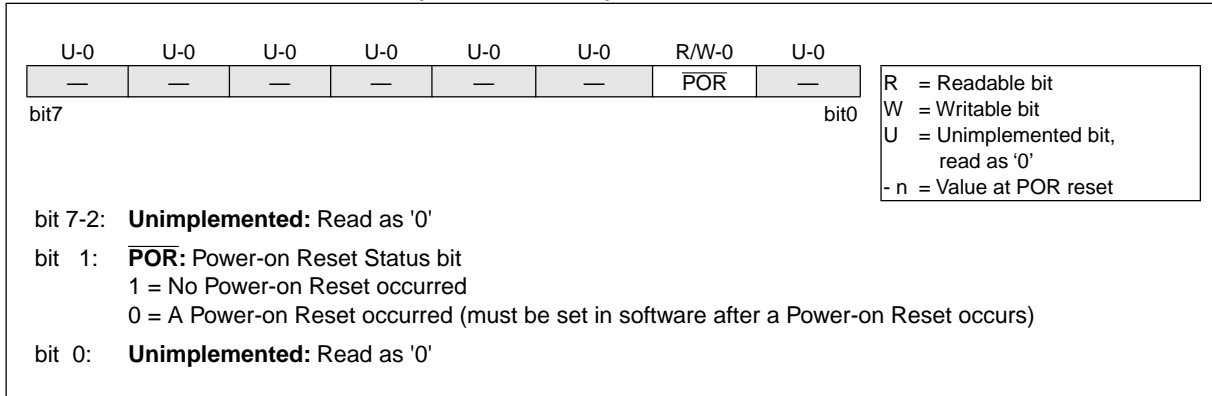 U-0 U-0 U-0 U-0 U-0 U-0 R/W-0 U-0
— — — — — — POR —
bit7 bit0
R = Readable bit
W = Writable bit
U = Unimplemented bit,
read as ‘0’
- n = Value at POR reset
bit 7-2: Unimplemented: Read as '0'
bit 1: POR: Power-on Reset Status bit
1 = No Power-on Reset occurred
0 = A Power-on Reset occurred (must be set in software after a Power-on Reset occurs)
bit 0: Unimplemented: Read as '0'